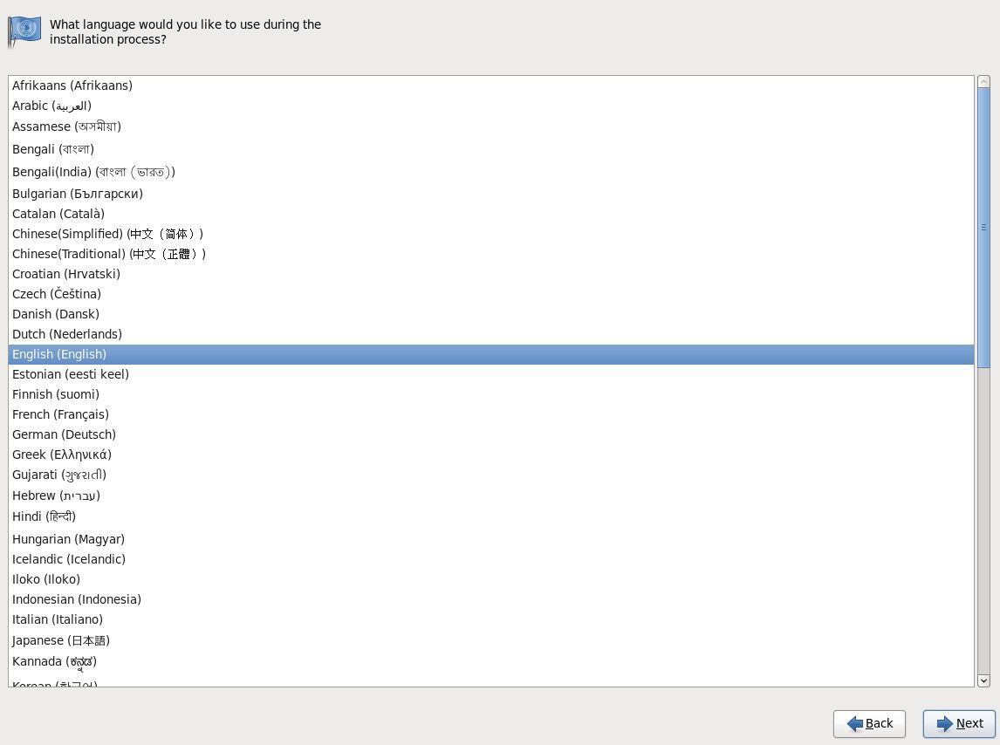 What language would you like to use during the
installation process?
Afrikaans (Afrikaans)
Arabic (العربية)
Assamese (অসমীয়া)
Bengali (বাংলা)
Bengali(India) (বাংলা (ভারত))
Bulgarian (Български)
Catalan (Català)
Chinese(Simplified) (中文（简体）)
Chinese(Traditional) (中文（正體）)
Croatian (Hrvatski)
Czech (Čeština)
Danish (Dansk)
Dutch (Nederlands)
English (English)
Estonian (eesti keel)
Finnish (suomi)
French (Français)
German (Deutsch)
Greek (Ελληνικά)
Gujarati (ગુજરાતી)
Hebrew (עברית)
Hindi (हिन्दी)
Hungarian (Magyar)
Icelandic (Icelandic)
Iloko (Iloko)
Indonesian (Indonesia)
Italian (Italiano)
Japanese (日本語)
Kannada (ಕನ್ನಡ)
Korean (한국어)
Back
Next